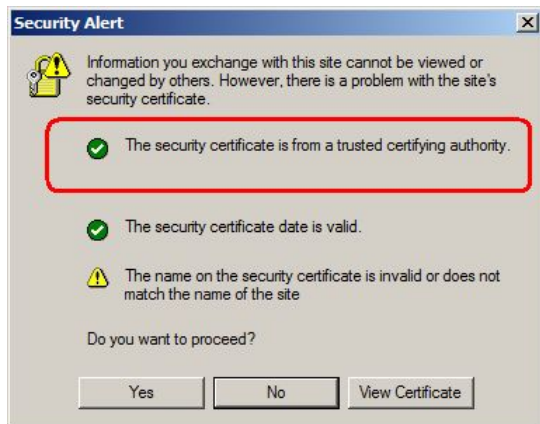 Security Alert
Information you exchange with this site cannot be viewed or
changed by others. However, there is a problem with the site's
security certificate.
The security certificate is from a trusted certifying authority.
The security certificate date is valid.
The name on the security certificate is invalid or does not
match the name of the site
Do you want to proceed?
Yes No View Certificate